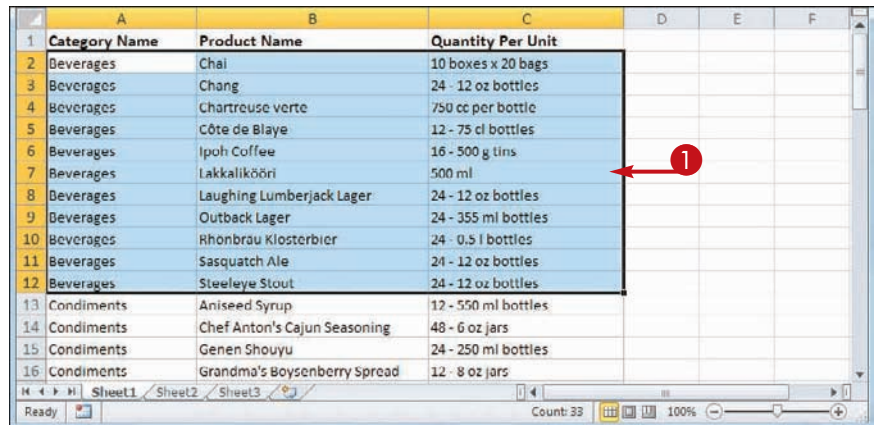 A B C D E F
1 Category Name Product Name Quantity Per Unit
2 Beverages Chai 10 boxes x 20 bags
3 Beverages Chang 24 - 12 oz bottles
4 Beverages Chartreuse verte 750 cc per bottle
5 Beverages Côte de Blaye 12 - 75 cl bottles
6 Beverages Ipoh Coffee 16 - 500 g tins
7 Beverages Lakkalikööri 500 ml
1
8 Beverages Laughing Lumberjack Lager 24 - 12 oz bottles
9 Beverages Outback Lager 24 - 355 ml bottles
10 Beverages Rhönbräu Klosterbier 24 - 0.5 l bottles
11 Beverages Sasquatch Ale 24 - 12 oz bottles
12 Beverages Steeleye Stout 24 - 12 oz bottles
13 Condiments Aniseed Syrup 12 - 550 ml bottles
14 Condiments Chef Anton's Cajun Seasoning 48 - 6 oz jars
15 Condiments Genen Shouyu 24 - 250 ml bottles
16 Condiments Grandma's Boysenberry Spread 12 - 8 oz jars
Sheet1 Sheet2 Sheet3
Ready Count: 33 100%